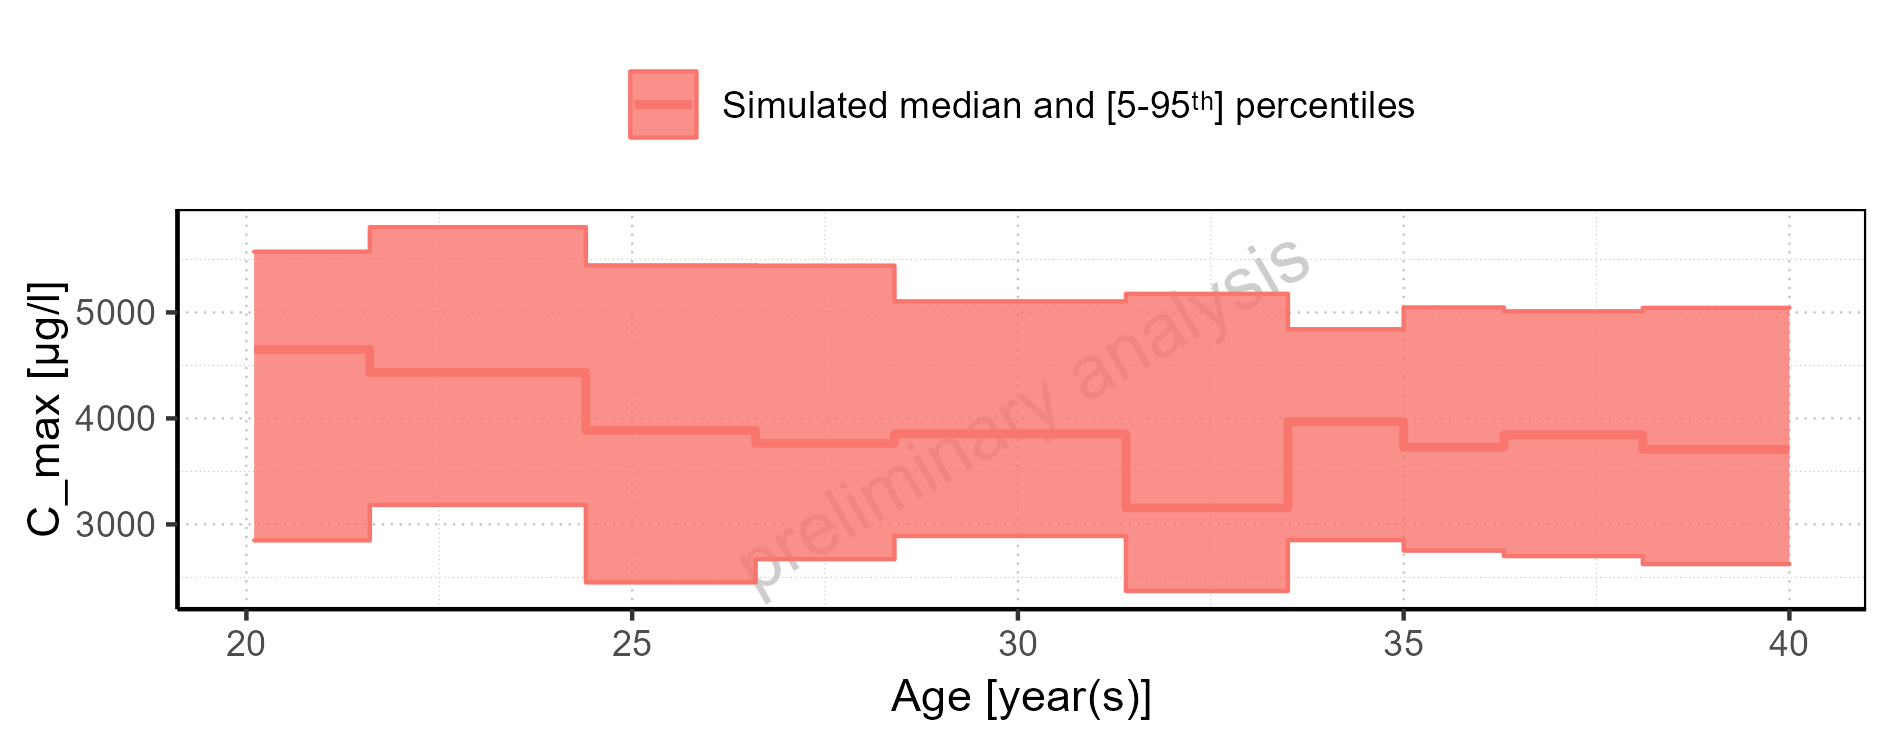 Simulated median and [5-95ᵗʰ] percentiles
C_max [µg/l]
5000
4000
3000
preliminary analysis
20 25 30 35 40
Age [year(s)]